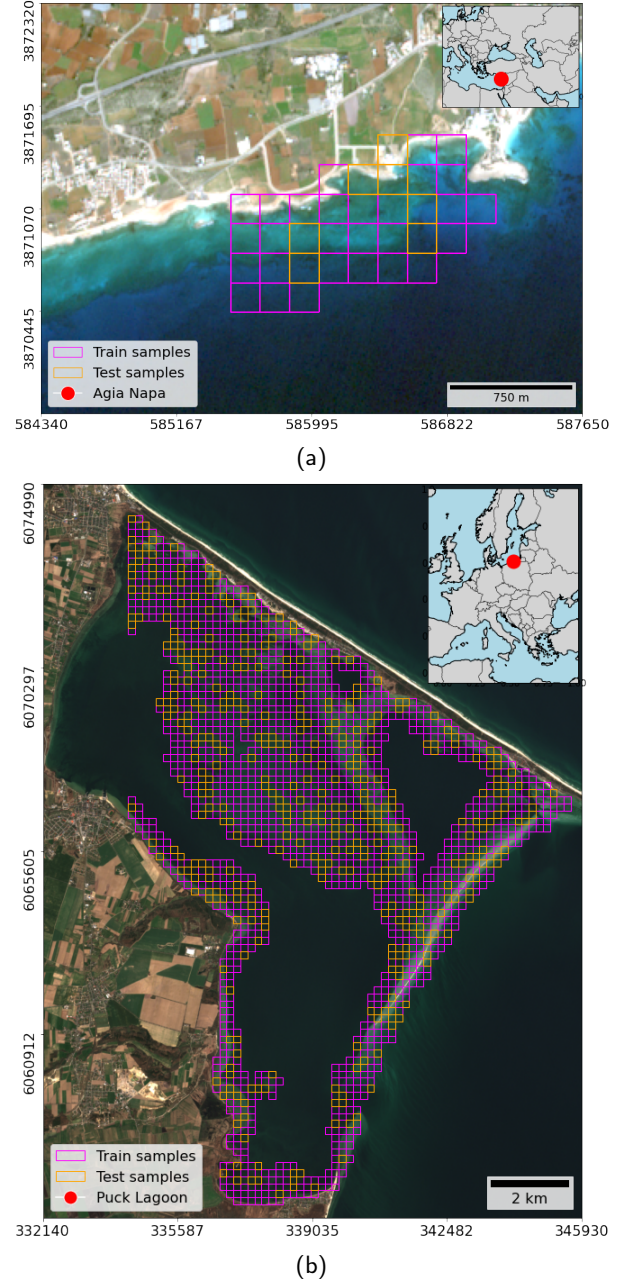 3872320
3871695
3871070
3870445
Train samples
Test samples
Agia Napa
750 m
584340
585167
585995
586822
587650
(a)
6074990
6070297
6065605
6060912
Train samples
Test samples
Puck Lagoon
2 km
332140
335587
339035
342482
345930
(b)